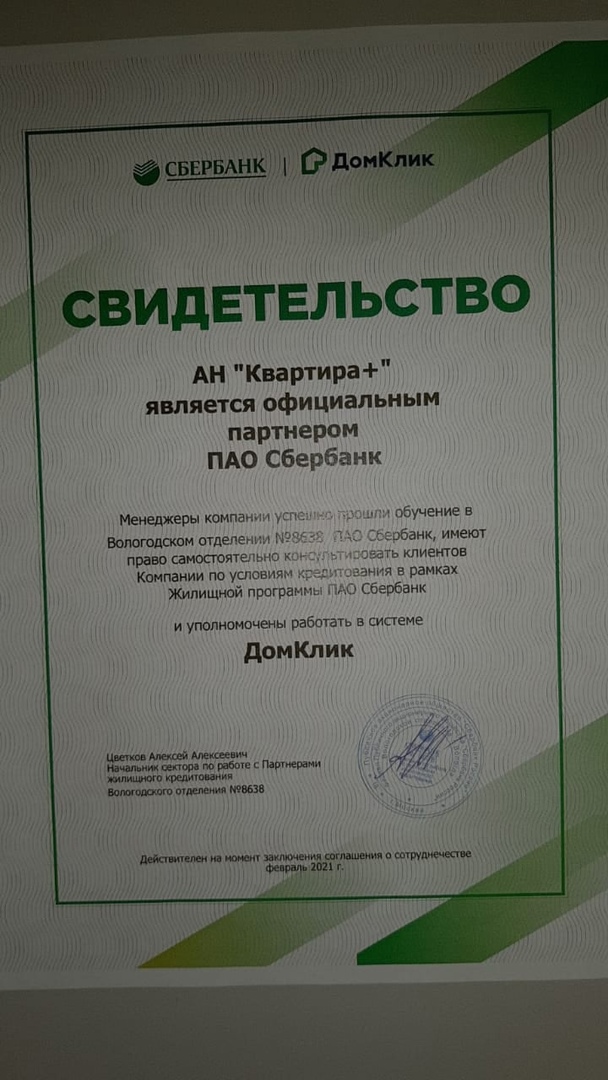 СБЕРБАНК | ДомКлик
СВИДЕТЕЛЬСТВО
АН "Квартира+"
является официальным
партнером
ПАО Сбербанк
Менеджеры компании успешно прошли обучение в
Вологодском отделении №8638 ПАО Сбербанк, имеют
право самостоятельно консультировать клиентов
Компании по условиям кредитования в рамках
Жилищной программы ПАО Сбербанк
и уполномочены работать в системе
ДомКлик
Цветков Алексей Алексеевич
Начальник сектора по работе с Партнерами
жилищного кредитования
Вологодского отделения №8638
Действителен на момент заключения соглашения о сотрудничестве
февраль 2021 г.